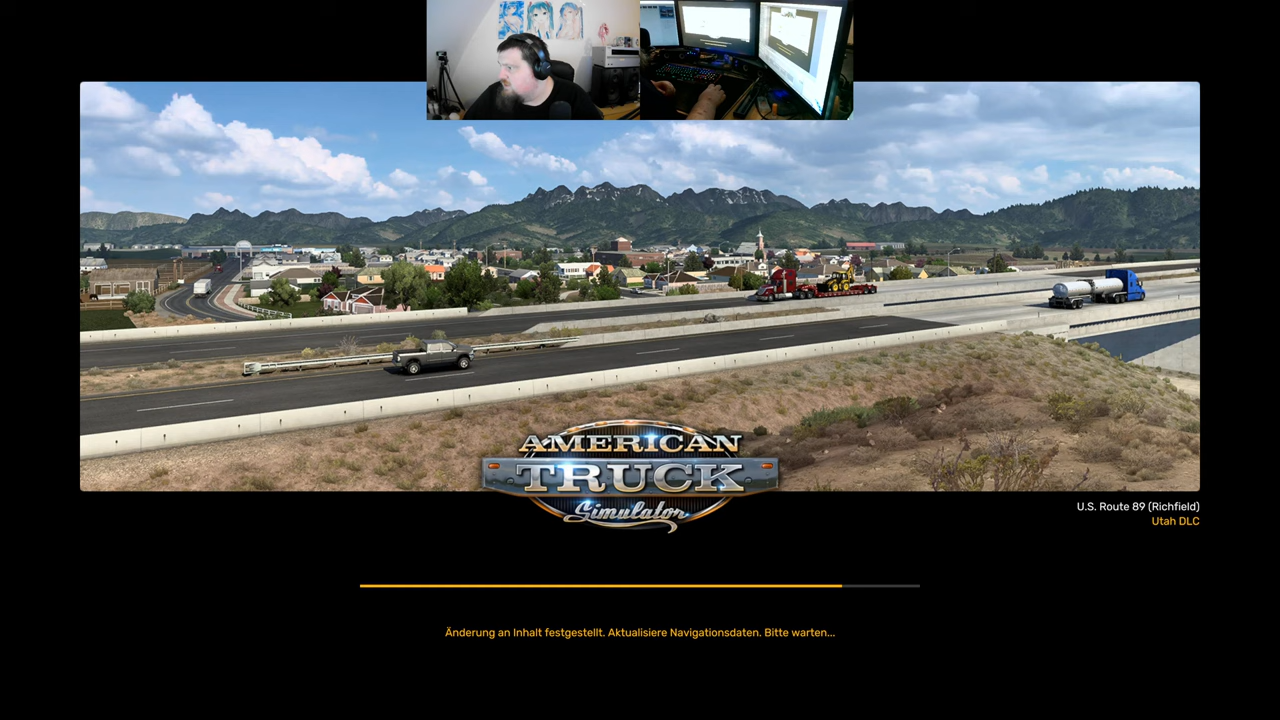 AMERICAN
TRUCK
Simulator
U.S. Route 89 (Richfield)
Utah DLC
Änderung an Inhalt festgestellt. Aktualisiere Navigationsdaten. Bitte warten...